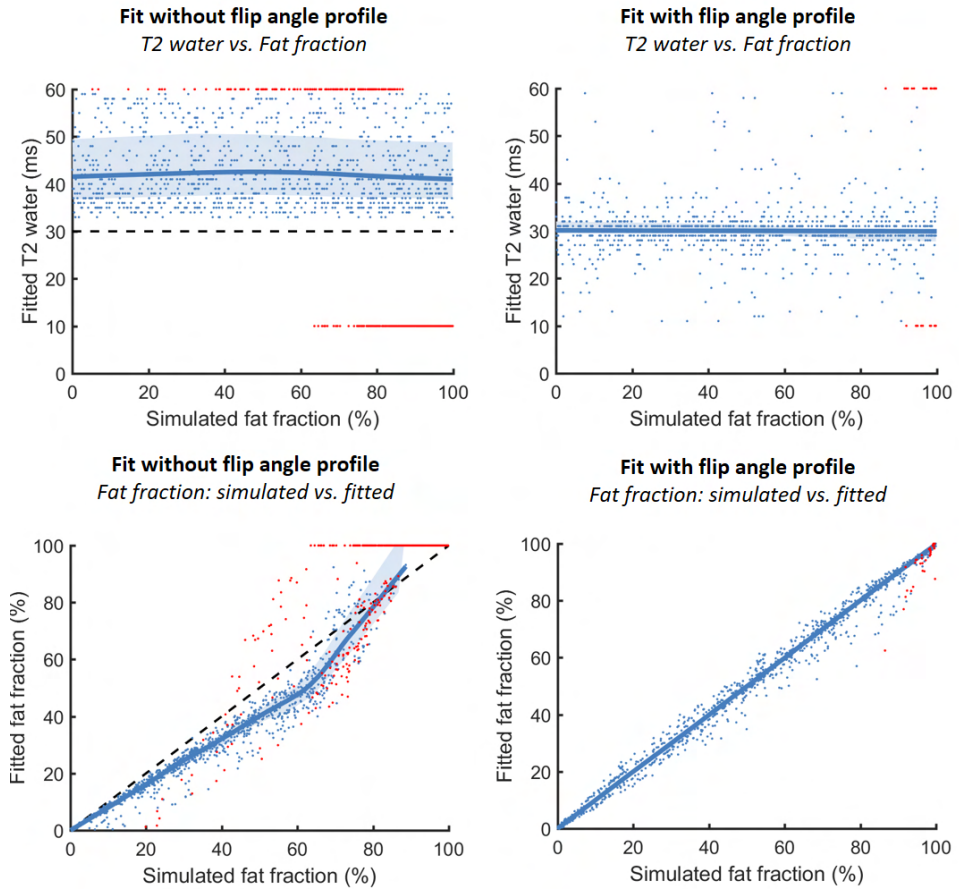 Fit without flip angle profile
T2 water vs. Fat fraction
Fitted T2 water (ms)
60
50
40
30
20
10
0
0 20 40 60 80 100
Simulated fat fraction (%)
Fit with flip angle profile
T2 water vs. Fat fraction
Fitted T2 water (ms)
60
50
40
30
20
10
0
0 20 40 60 80 100
Simulated fat fraction (%)
Fit without flip angle profile
Fat fraction: simulated vs. fitted
Fitted fat fraction (%)
100
80
60
40
20
0
0 20 40 60 80 100
Simulated fat fraction (%)
Fit with flip angle profile
Fat fraction: simulated vs. fitted
Fitted fat fraction (%)
100
80
60
40
20
0
0 20 40 60 80 100
Simulated fat fraction (%)